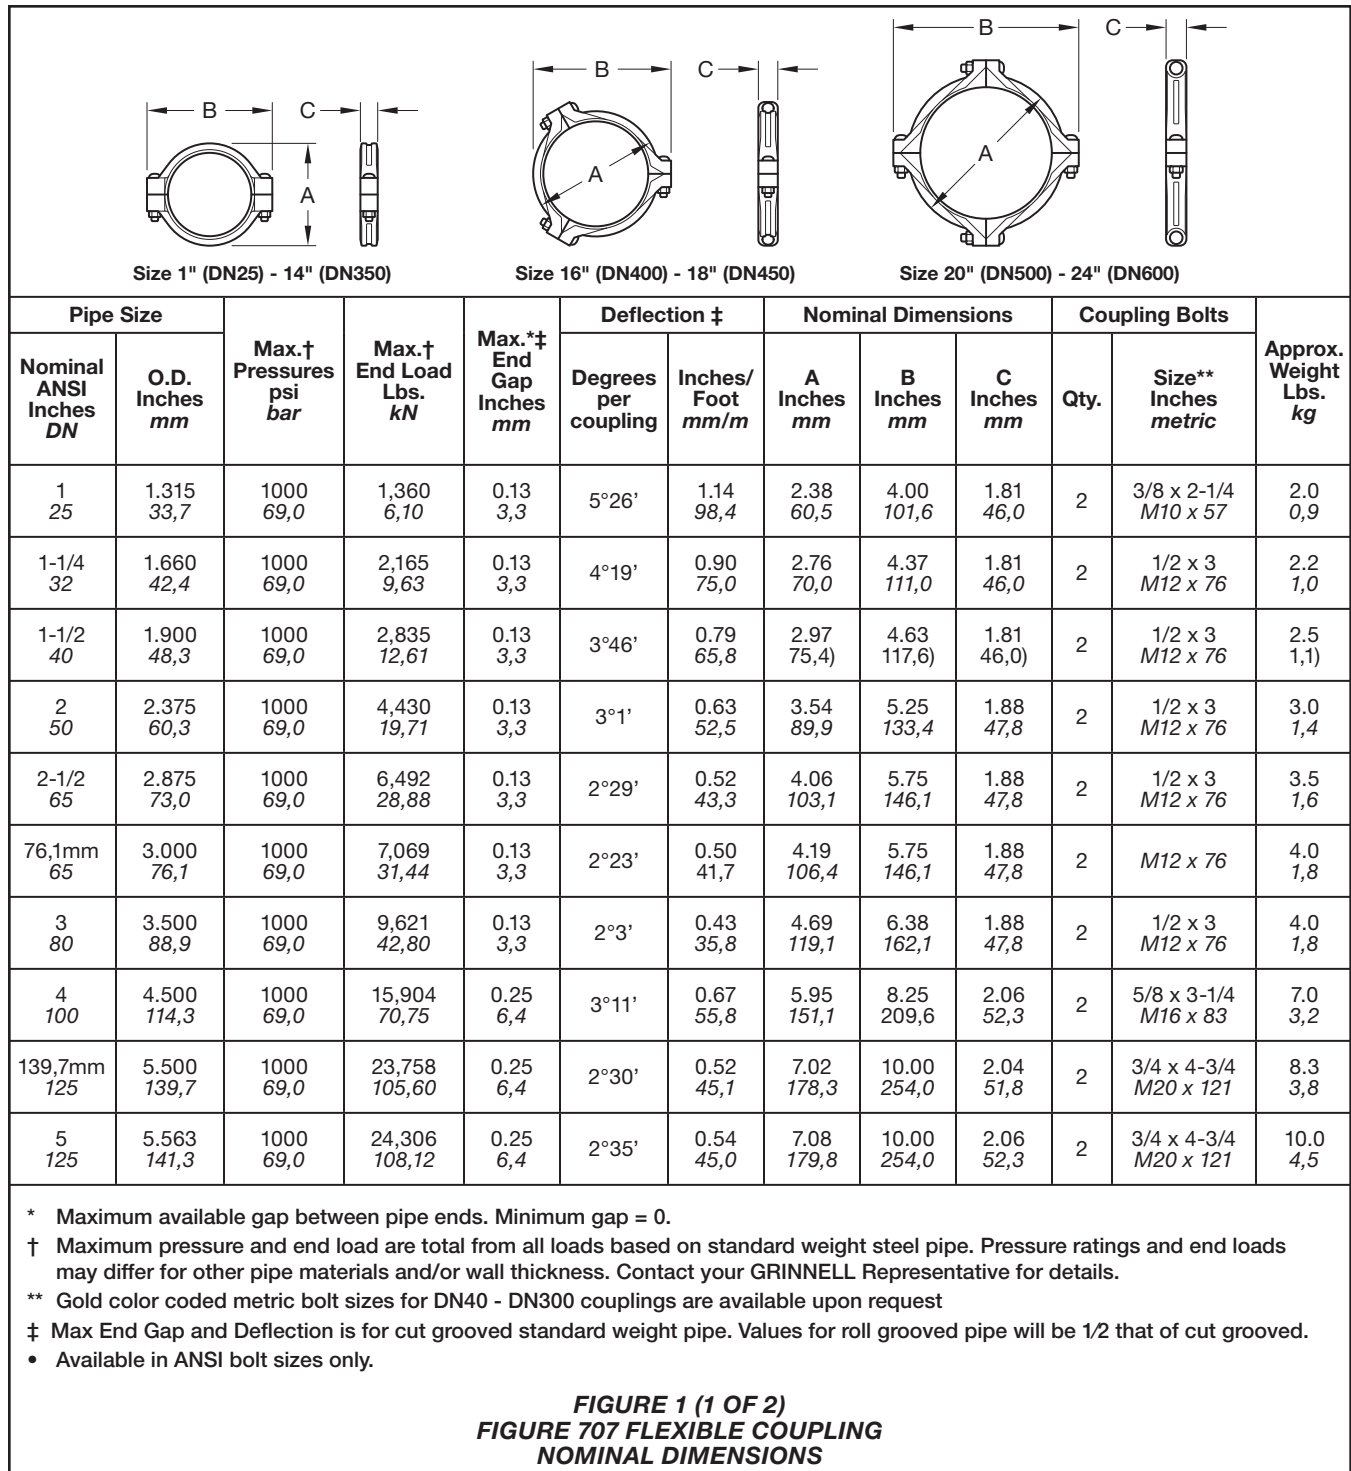 B
C
A
B
C
A
B
C
A
Size 1" (DN25) - 14" (DN350)
Size 16" (DN400) - 18" (DN450)
Size 20" (DN500) - 24" (DN600)
Pipe Size
Nominal
ANSI
Inches
DN
O.D.
Inches
mm
Max.†
Pressures
psi
bar
Max.†
End Load
Lbs.
kN
Max.*‡
End
Gap
Inches
mm
Deflection ‡
Degrees
per
coupling
Inches/
Foot
mm/m
Nominal Dimensions
A
Inches
mm
B
Inches
mm
C
Inches
mm
Coupling Bolts
Qty.
Size**
Inches
metric
Approx.
Weight
Lbs.
kg
1 1.315 1000 1,360 0.13 5°26’ 1.14 2.38 4.00 1.81 2 3/8 x 2-1/4 2.0
25 33,7 69,0 6,10 3,3 98,4 60,5 101,6 46,0 M10 x 57 0,9
1-1/4 1.660 1000 2,165 0.13 4°19’ 0.90 2.76 4.37 1.81 2 1/2 x 3 2.2
32 42,4 69,0 9,63 3,3 75,0 70,0 111,0 46,0 M12 x 76 1,0
1-1/2 1.900 1000 2,835 0.13 3°46’ 0.79 2.97 4.63 1.81 2 1/2 x 3 2.5
40 48,3 69,0 12,61 3,3 65,8 75,4) 117,6) 46,0) M12 x 76 1,1)
2 2.375 1000 4,430 0.13 3°1’ 0.63 3.54 5.25 1.88 2 1/2 x 3 3.0
50 60,3 69,0 19,71 3,3 52,5 89,9 133,4 47,8 M12 x 76 1,4
2-1/2 2.875 1000 6,492 0.13 2°29’ 0.52 4.06 5.75 1.88 2 1/2 x 3 3.5
65 73,0 69,0 28,88 3,3 43,3 103,1 146,1 47,8 M12 x 76 1,6
76,1mm 3.000 1000 7,069 0.13 2°23’ 0.50 4.19 5.75 1.88 2 M12 x 76 4.0
65 76,1 69,0 31,44 3,3 41,7 106,4 146,1 47,8 1,8
3 3.500 1000 9,621 0.13 2°3’ 0.43 4.69 6.38 1.88 2 1/2 x 3 4.0
80 88,9 69,0 42,80 3,3 35,8 119,1 162,1 47,8 M12 x 76 1,8
4 4.500 1000 15,904 0.25 3°11’ 0.67 5.95 8.25 2.06 2 5/8 x 3-1/4 7.0
100 114,3 69,0 70,75 6,4 55,8 151,1 209,6 52,3 M16 x 83 3,2
139,7mm 5.500 1000 23,758 0.25 2°30’ 0.52 7.02 10.00 2.04 2 3/4 x 4-3/4 8.3
125 139,7 69,0 105,60 6,4 45,1 178,3 254,0 51,8 M20 x 121 3,8
5 5.563 1000 24,306 0.25 2°35’ 0.54 7.08 10.00 2.06 2 3/4 x 4-3/4 10.0
125 141,3 69,0 108,12 6,4 45,0 179,8 254,0 52,3 M20 x 121 4,5
* Maximum available gap between pipe ends. Minimum gap = 0.
† Maximum pressure and end load are total from all loads based on standard weight steel pipe. Pressure ratings and end loads
may differ for other pipe materials and/or wall thickness. Contact your GRINNELL Representative for details.
** Gold color coded metric bolt sizes for DN40 - DN300 couplings are available upon request
‡ Max End Gap and Deflection is for cut grooved standard weight pipe. Values for roll grooved pipe will be 1/2 that of cut grooved.
• Available in ANSI bolt sizes only.
FIGURE 1 (1 OF 2)
FIGURE 707 FLEXIBLE COUPLING
NOMINAL DIMENSIONS